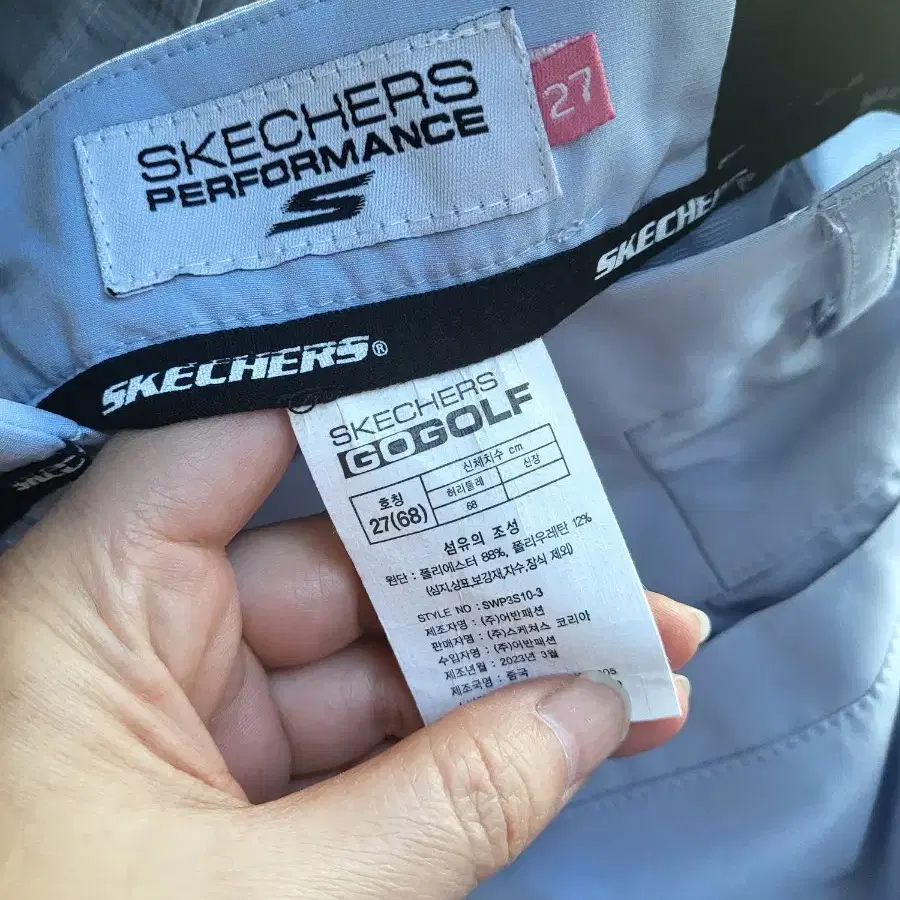 SKECHERS
PERFORMANCE
27
SKECHERS
SKECHERS®
SKECHERS
GOGOLF
호칭 신체치수 cm
허리둘레 신장
27(68) 68
섬유의 조성
원단 : 폴리에스터 88%, 폴리우레탄 12%
(심지,상표,보강재,자수,장식 제외)
STYLE NO : SWP3S10-3
제조자명 : (주)어반패션
판매자명 : (주)스케쳐스 코리아
수입자명 : (주)어반패션
제조년월 : 2023년 3월
제조국명 : 중국